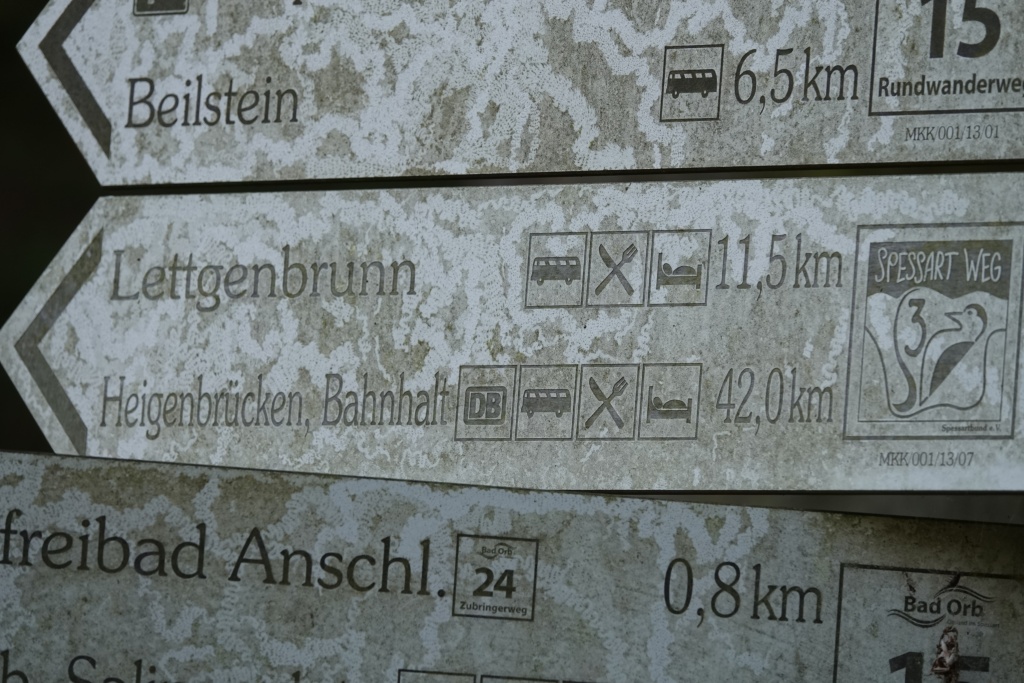 15
Beilstein 6,5 km
Rundwanderweg
MKK/001/13/01
Lettgenbrunn 11,5 km
SPESSART WEG
3
Heigenbrücken, Bahnhalt DB 42,0 km
Spessartbund e.V.
MKK/001/13/07
freibad Anschl. 0,8 km
Bad Orb
24
Zubringerweg
Bad Orb
15